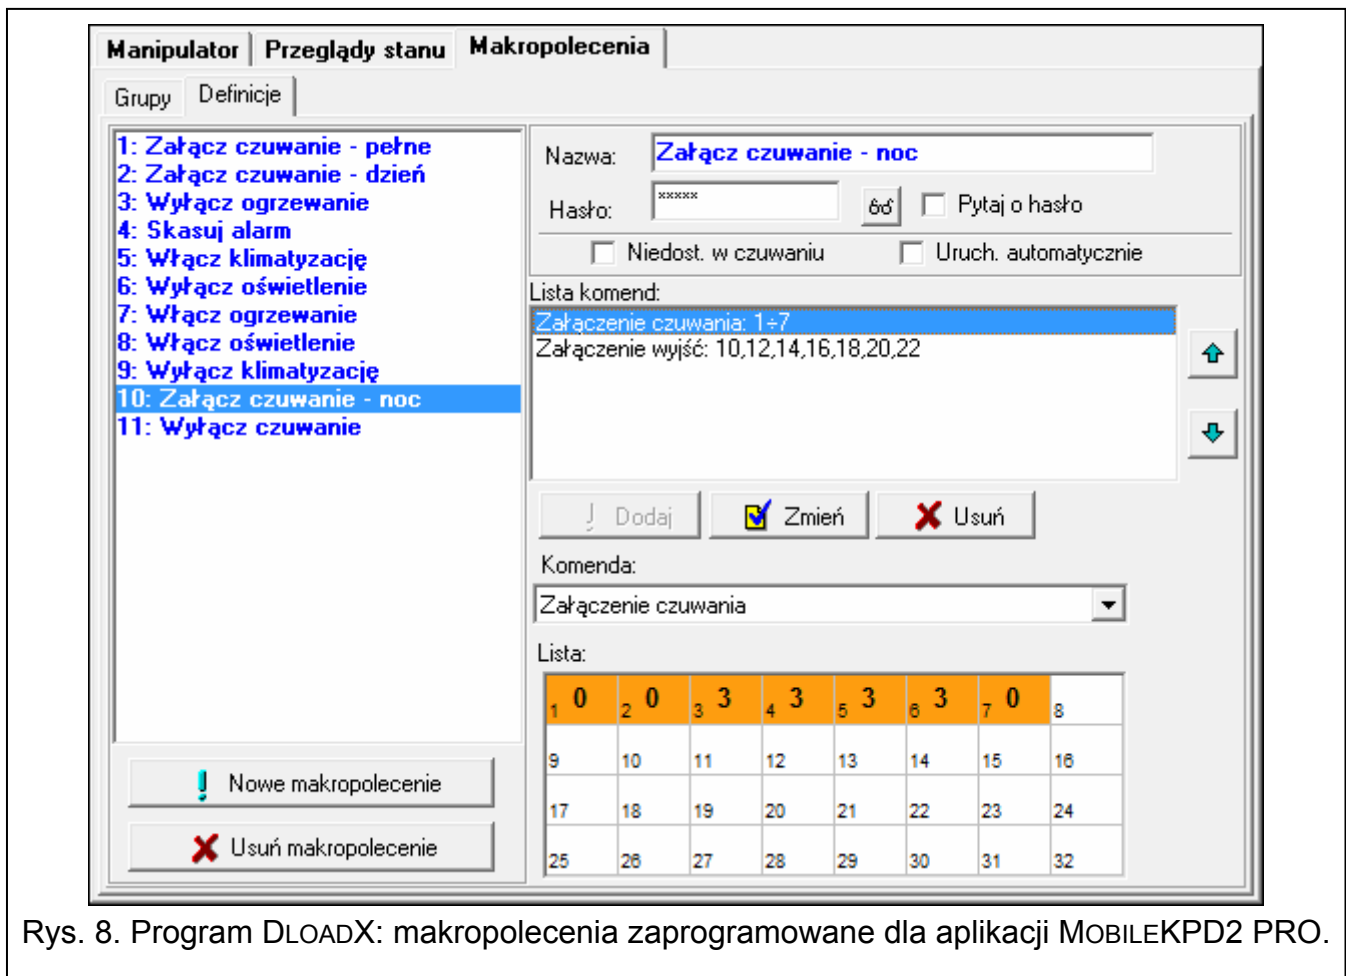 Manipulator Przeglądy stanu Makropolecenia
Grupy Definicje
1: Załącz czuwanie - pełne
2: Załącz czuwanie - dzień
3: Wyłącz ogrzewanie
4: Skasuj alarm
5: Włącz klimatyzację
6: Wyłącz oświetlenie
7: Włącz ogrzewanie
8: Włącz oświetlenie
9: Wyłącz klimatyzację
10: Załącz czuwanie - noc
11: Wyłącz czuwanie
Nowe makropolecenie
Usuń makropolecenie
Nazwa: Załącz czuwanie - noc
Hasło: xxxxx Pytaj o hasło
Niedost. w czuwaniu Uruch. automatycznie
Lista komend:
Załączenie czuwania: 1÷7
Załączenie wyjść: 10,12,14,16,18,20,22
Dodaj Zmień Usuń
Komenda:
Załączenie czuwania
Lista:
1 0 2 0 3 3 4 3 5 3 6 3 7 0 8
9 10 11 12 13 14 15 16
17 18 19 20 21 22 23 24
25 26 27 28 29 30 31 32
Rys. 8. Program DLOADX: makropolecenia zaprogramowane dla aplikacji MOBILEKPD2 PRO.